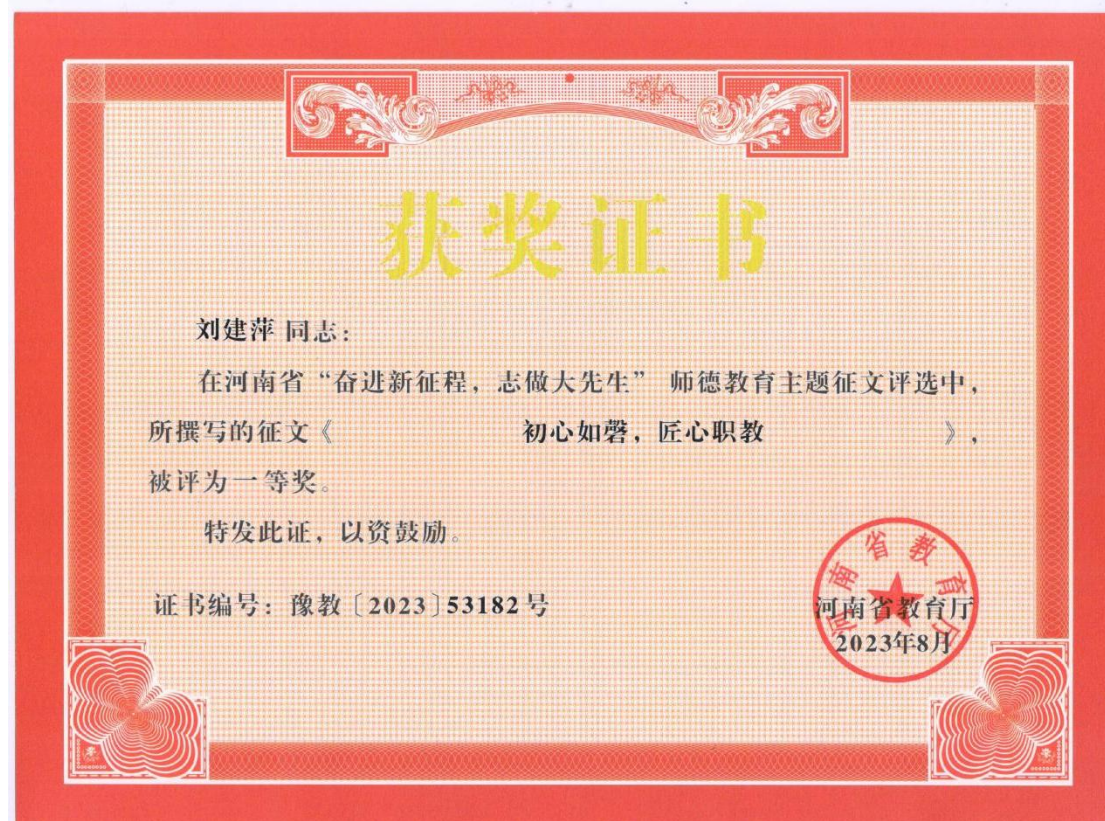 获奖证书
刘建萍 同志：
在河南省“奋进新征程，志做大先生” 师德教育主题征文评选中，
所撰写的征文《 初心如磬，匠心职教 》，
被评为一等奖。
特发此证，以资鼓励。
证书编号：豫教〔2023〕53182号
河南省教育厅
河南省教育厅
2023年8月